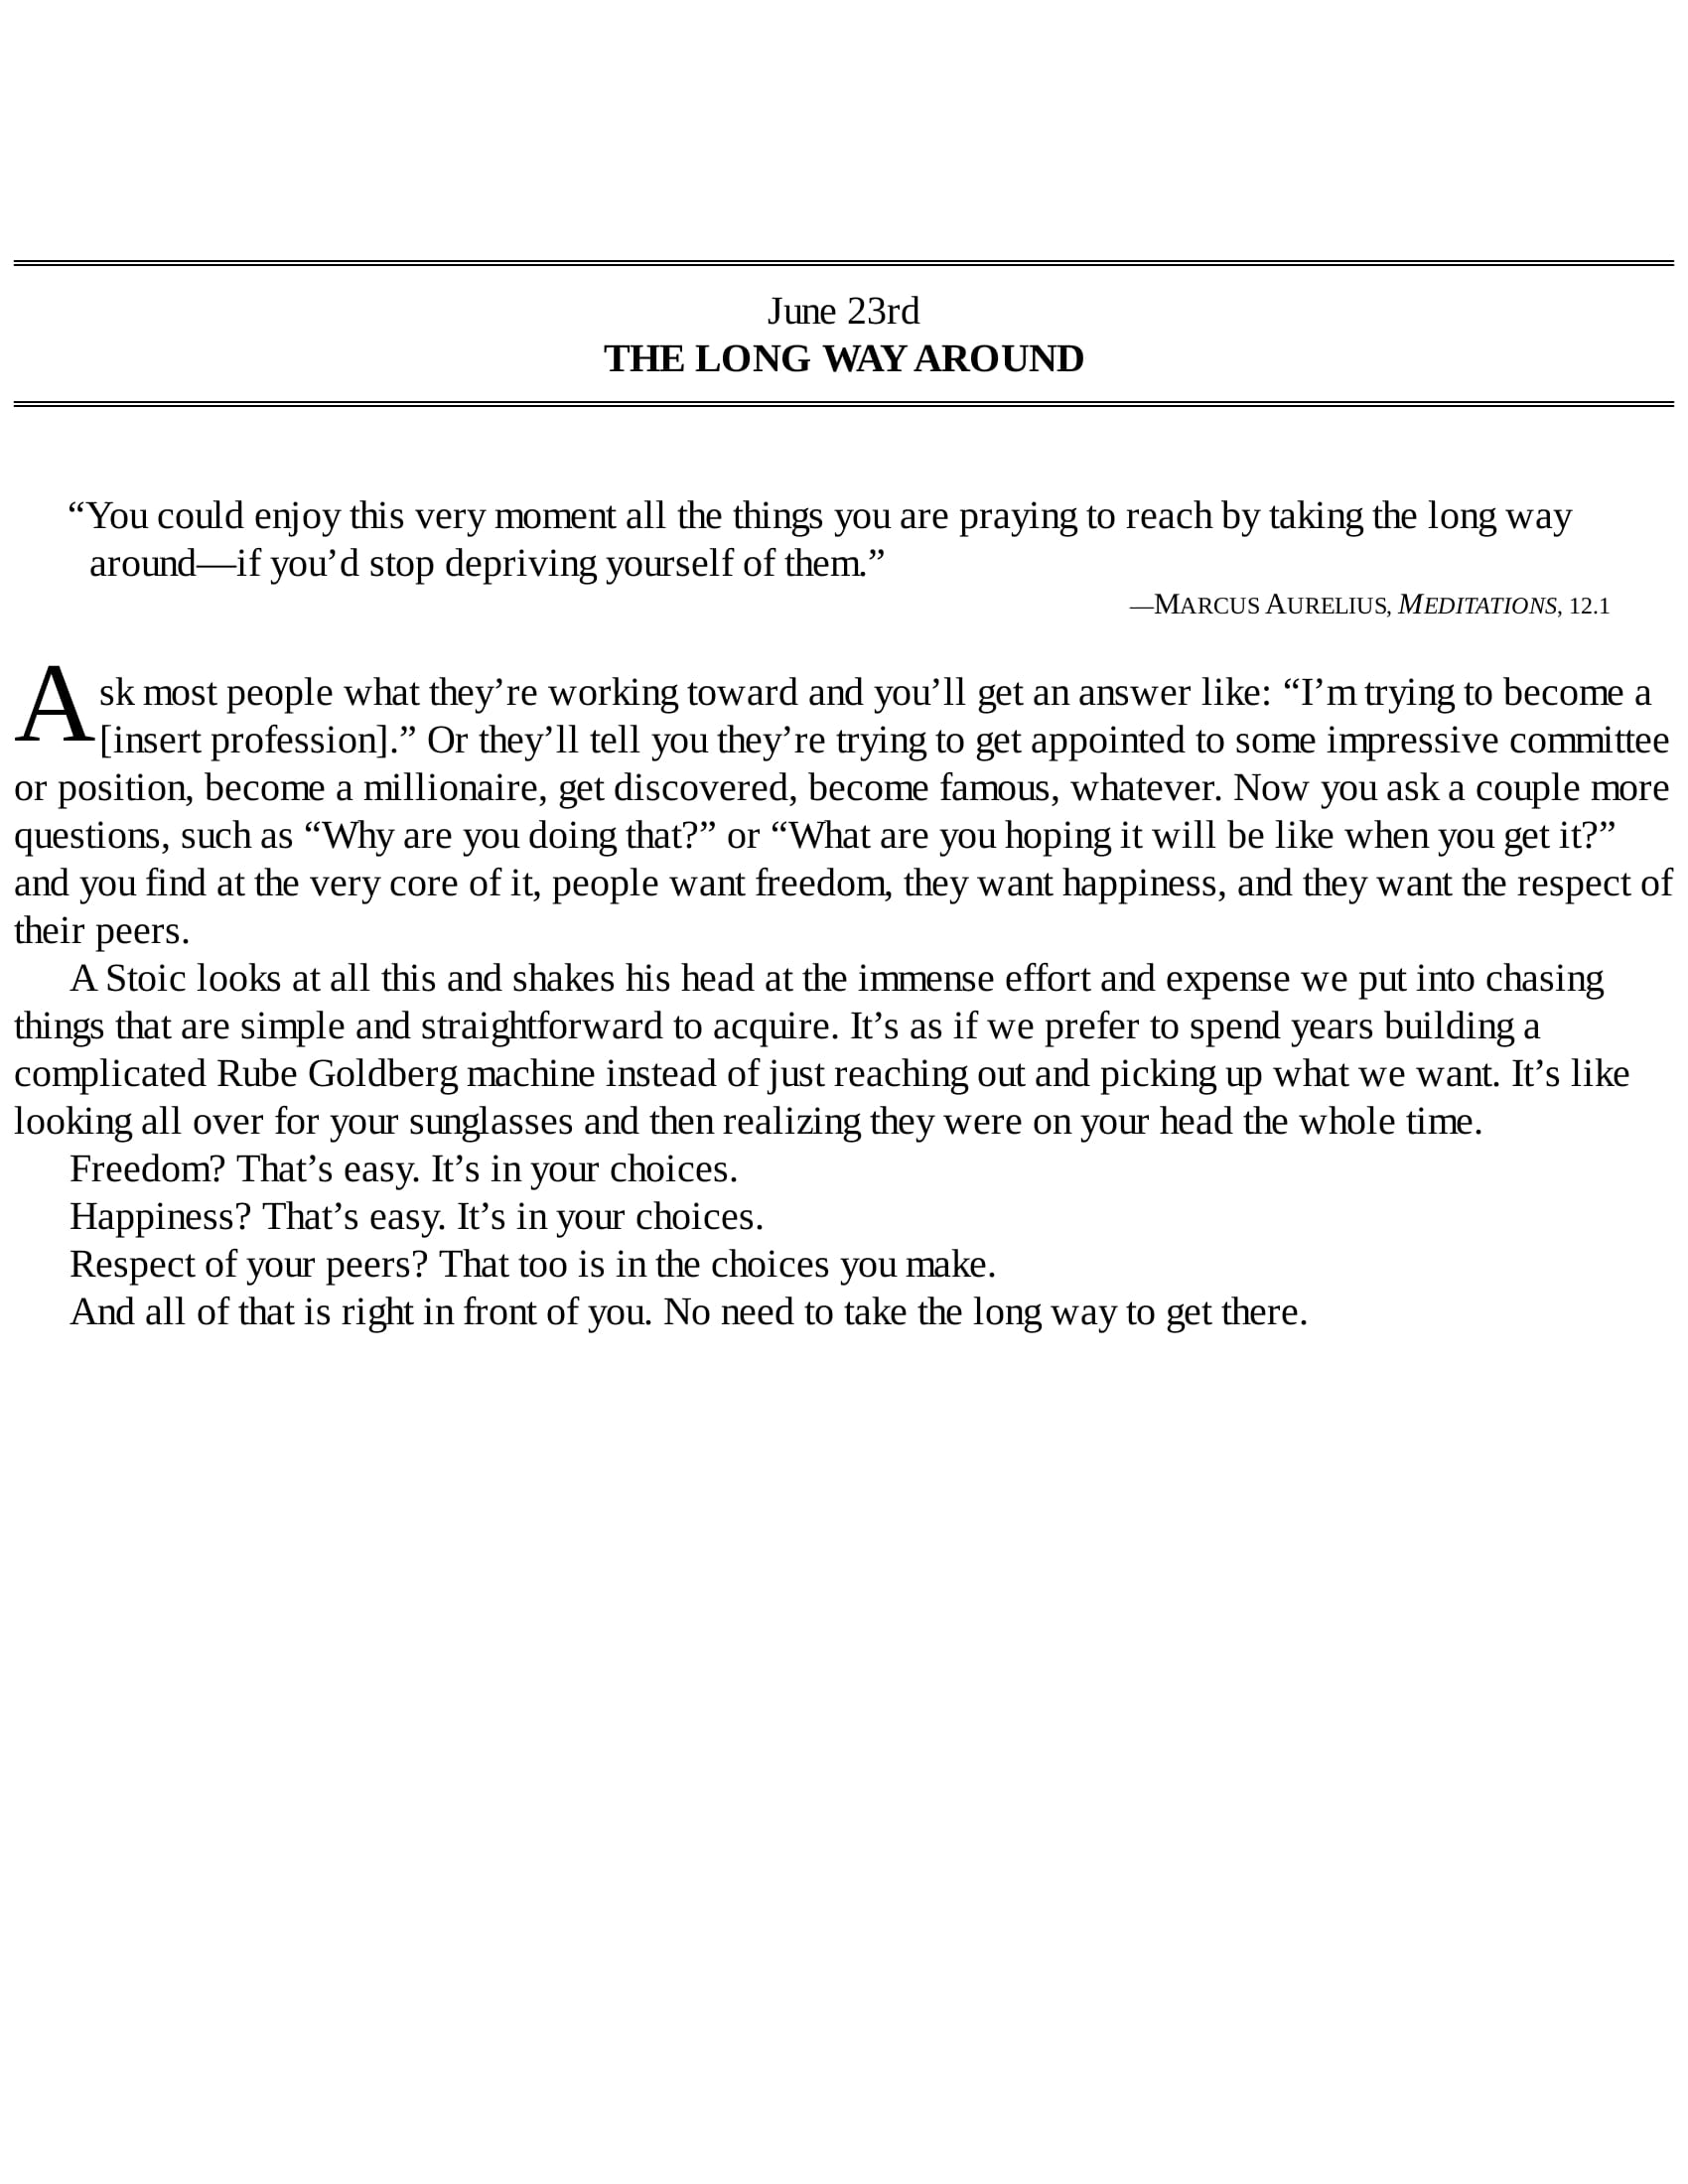 June 23rd
THE LONG WAY AROUND
“You could enjoy this very moment all the things you are praying to reach by taking the long way
around—if you’d stop depriving yourself of them.”
—MARCUS AURELIUS, MEDITATIONS, 12.1
Ask most people what they’re working toward and you’ll get an answer like: “I’m trying to become a
[insert profession].” Or they’ll tell you they’re trying to get appointed to some impressive committee
or position, become a millionaire, get discovered, become famous, whatever. Now you ask a couple more
questions, such as “Why are you doing that?” or “What are you hoping it will be like when you get it?”
and you find at the very core of it, people want freedom, they want happiness, and they want the respect of
their peers.
A Stoic looks at all this and shakes his head at the immense effort and expense we put into chasing
things that are simple and straightforward to acquire. It’s as if we prefer to spend years building a
complicated Rube Goldberg machine instead of just reaching out and picking up what we want. It’s like
looking all over for your sunglasses and then realizing they were on your head the whole time.
Freedom? That’s easy. It’s in your choices.
Happiness? That’s easy. It’s in your choices.
Respect of your peers? That too is in the choices you make.
And all of that is right in front of you. No need to take the long way to get there.